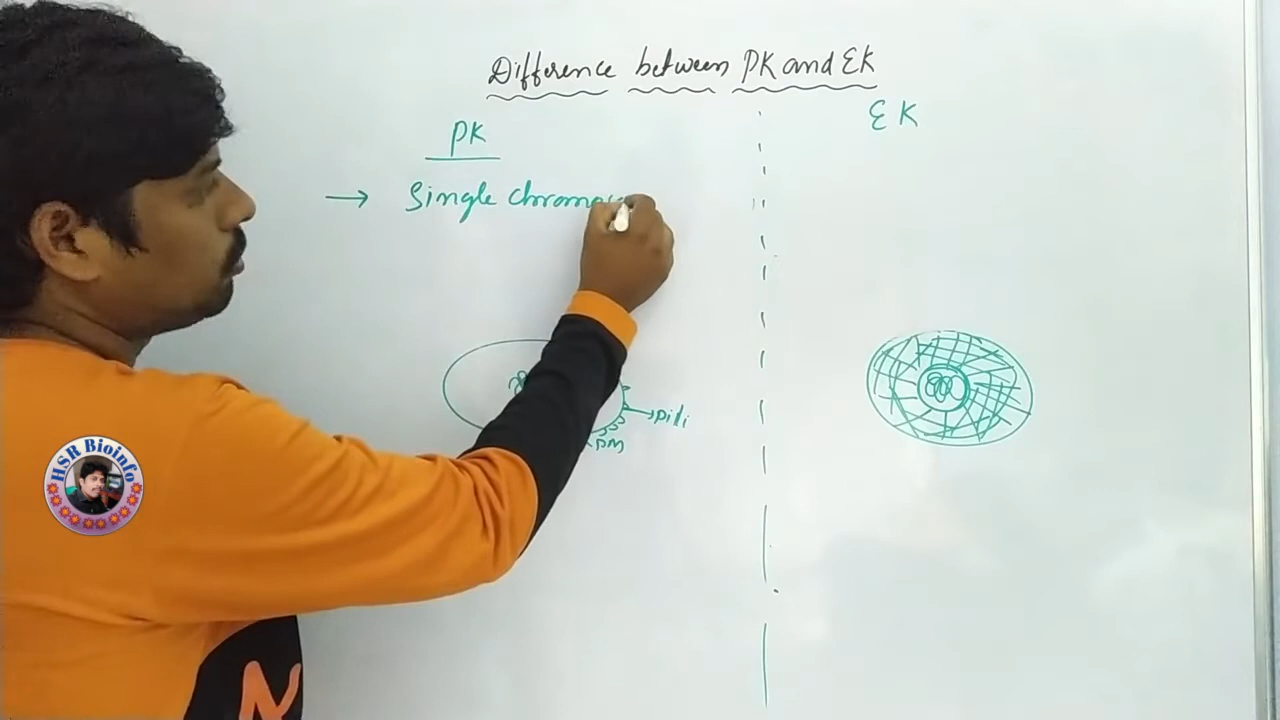 Difference between PK and EK
PK
EK
→ Single chromo
pili
PM
HSR Bioinfo